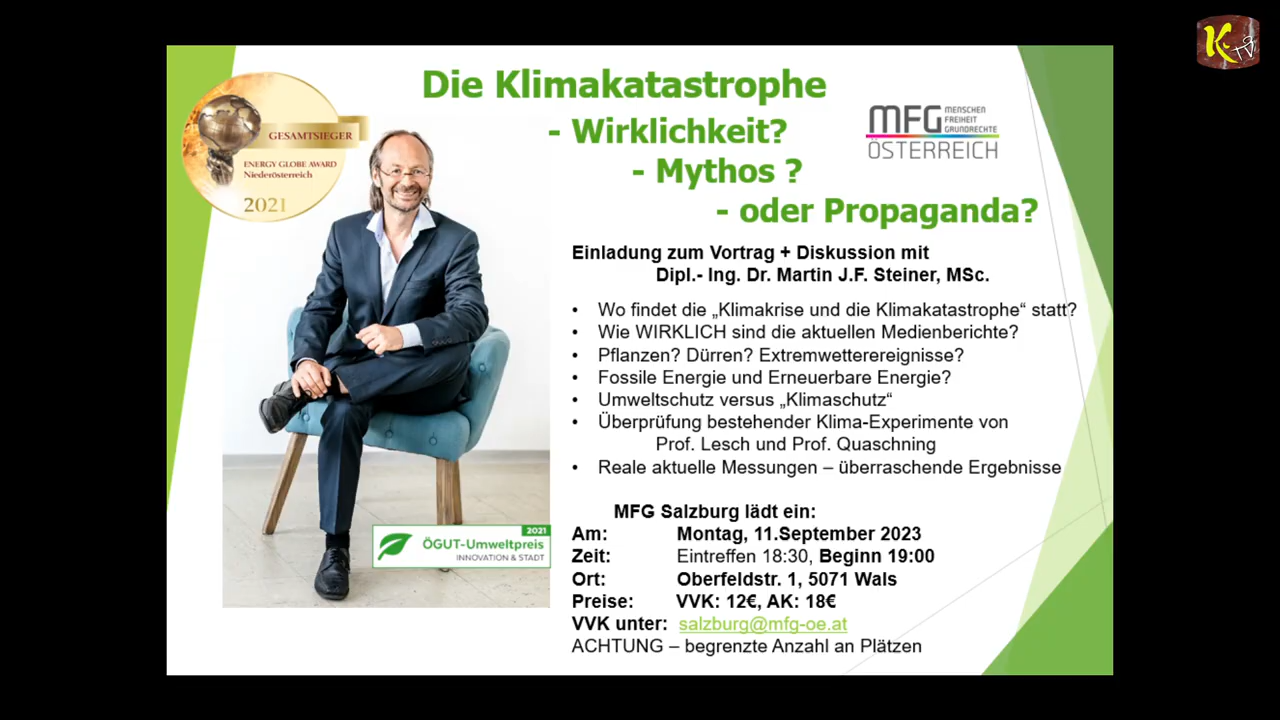 K TV
Die Klimakatastrophe
- Wirklichkeit?
- Mythos ?
- oder Propaganda?
GESAMTSIEGER
ENERGY GLOBE AWARD
Niederösterreich
2021
MFG MENSCHEN
FREIHEIT
GRUNDRECHTE
ÖSTERREICH
Einladung zum Vortrag + Diskussion mit
Dipl.- Ing. Dr. Martin J.F. Steiner, MSc.
• Wo findet die „Klimakrise und die Klimakatastrophe“ statt?
• Wie WIRKLICH sind die aktuellen Medienberichte?
• Pflanzen? Dürren? Extremwetterereignisse?
• Fossile Energie und Erneuerbare Energie?
• Umweltschutz versus „Klimaschutz“
• Überprüfung bestehender Klima-Experimente von
Prof. Lesch und Prof. Quaschning
• Reale aktuelle Messungen – überraschende Ergebnisse
2021
ÖGUT-Umweltpreis
INNOVATION & STADT
MFG Salzburg lädt ein:
Am: Montag, 11.September 2023
Zeit: Eintreffen 18:30, Beginn 19:00
Ort: Oberfeldstr. 1, 5071 Wals
Preise: VVK: 12€, AK: 18€
VVK unter: salzburg@mfg-oe.at
ACHTUNG – begrenzte Anzahl an Plätzen